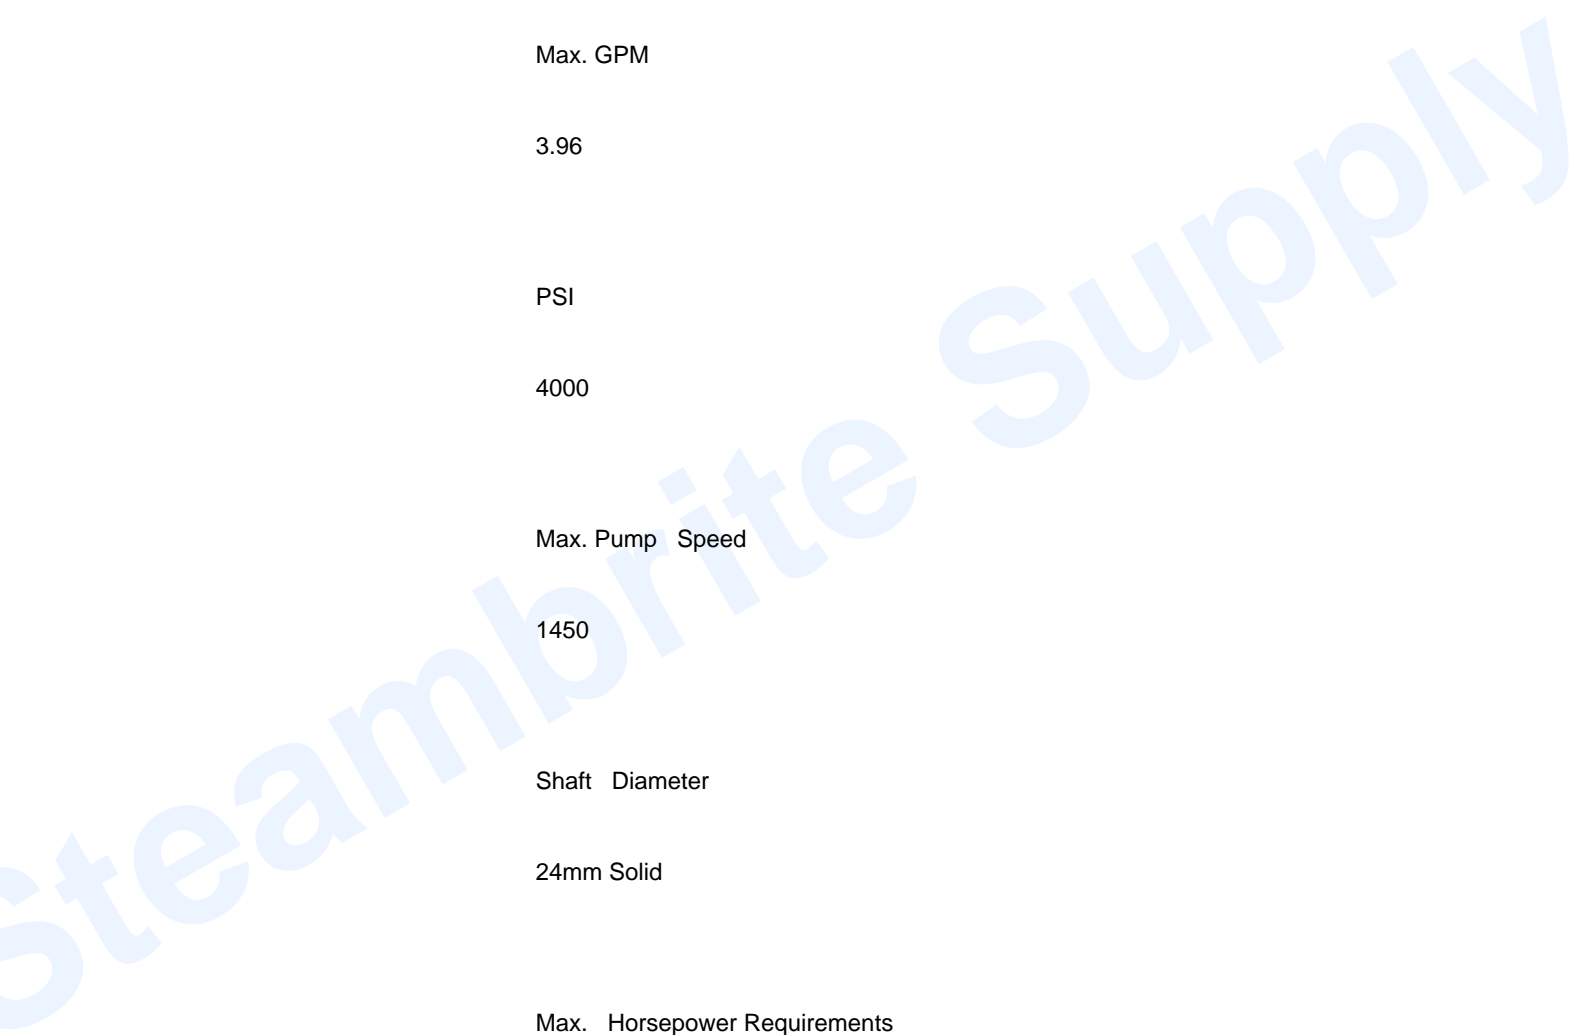 Max. GPM
3.96
PSI
4000
Max. Pump Speed
1450
Shaft Diameter
24mm Solid
Max. Horsepower Requirements
Steambrite Supply